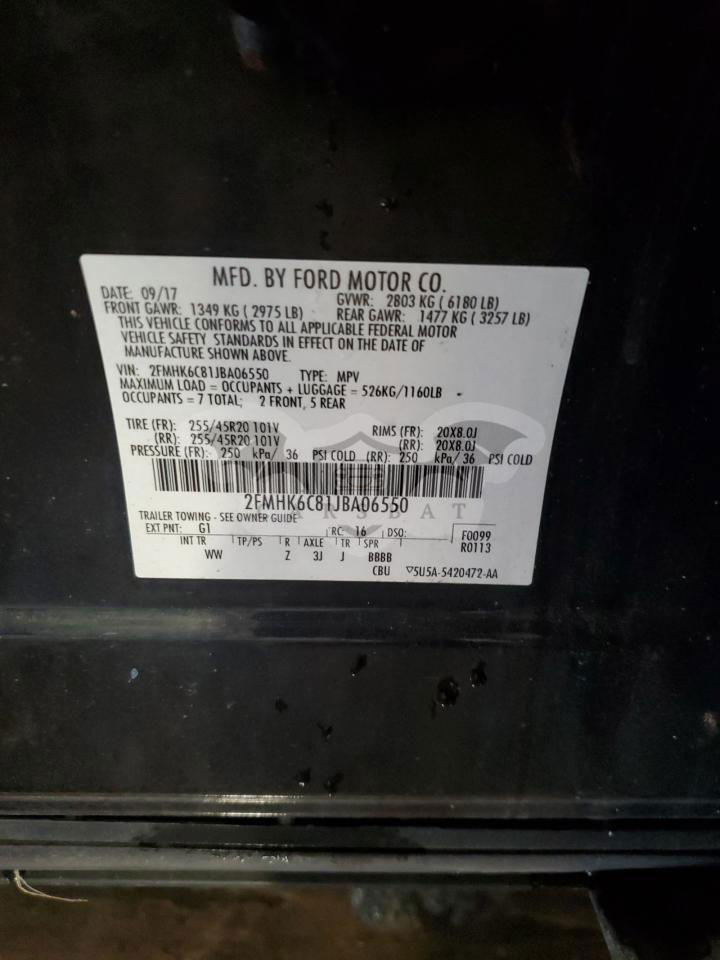 MFD. BY FORD MOTOR CO.
DATE: 09/17 GVWR: 2803 KG ( 6180 LB)
FRONT GAWR: 1349 KG ( 2975 LB) REAR GAWR: 1477 KG ( 3257 LB)
THIS VEHICLE CONFORMS TO ALL APPLICABLE FEDERAL MOTOR
VEHICLE SAFETY STANDARDS IN EFFECT ON THE DATE OF
MANUFACTURE SHOWN ABOVE.
VIN: 2FMHK6C81JBA06550 TYPE: MPV
MAXIMUM LOAD = OCCUPANTS + LUGGAGE = 526KG/1160LB
OCCUPANTS = 7 TOTAL; 2 FRONT, 5 REAR
TIRE (FR): 255/45R20 101V RIMS (FR): 20X8.0J
(RR): 255/45R20 101V (RR): 20X8.0J
PRESSURE (FR): 250 kPa/ 36 PSI COLD (RR): 250 kPa/ 36 PSI COLD
2FMHK6C81JBA06550
CARSBAT
TRAILER TOWING - SEE OWNER GUIDE
EXT PNT: G1 RC: 16 DSO: F0099
INT TR TP/PS R AXLE TR SPR R0113
WW Z 3J J BBBB
CBU ▽5U5A-5420472-AA